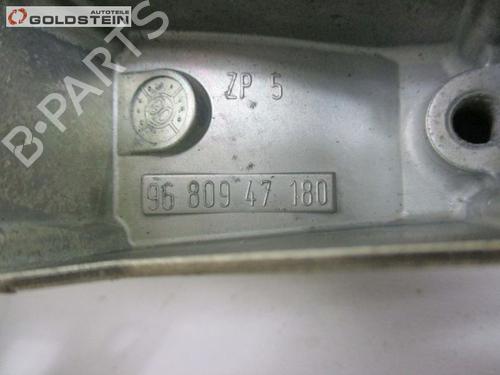 AUTOTEILE
GOLDSTEIN
B-PARTS
ZP 5
96 809 47 180